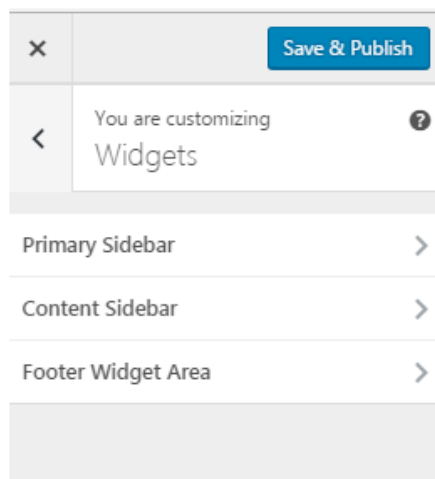 Save & Publish
You are customizing
Widgets
Primary Sidebar
Content Sidebar
Footer Widget Area